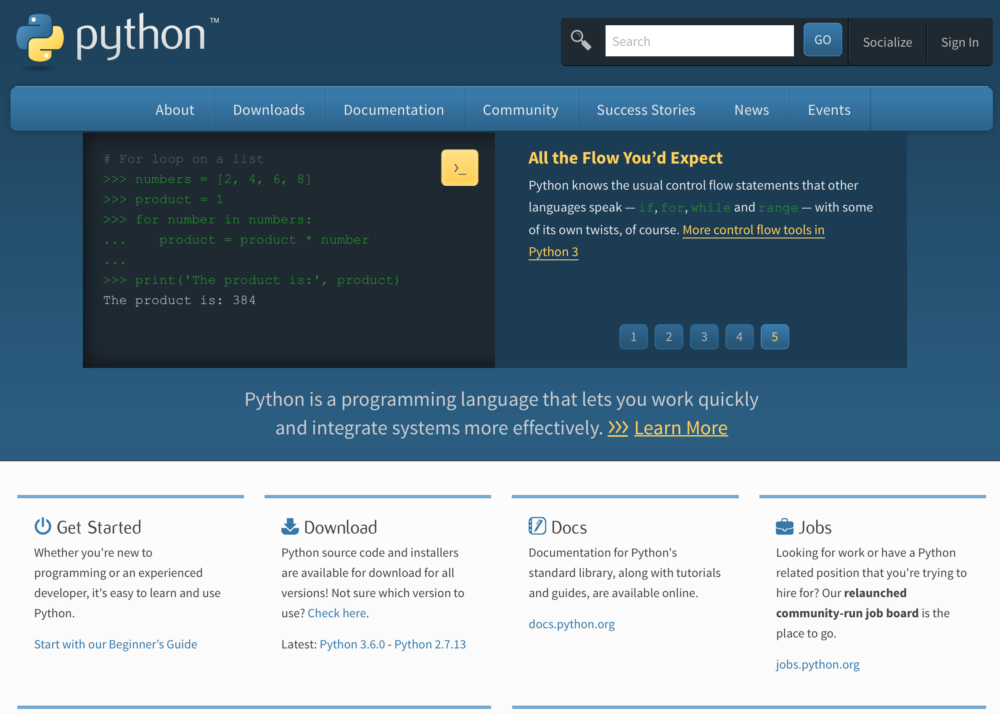 python™
Search
GO
Socialize
Sign In
About
Downloads
Documentation
Community
Success Stories
News
Events
# For loop on a list
>>> numbers = [2, 4, 6, 8]
>>> product = 1
>>> for number in numbers:
...    product = product * number
...
>>> print('The product is:', product)
The product is: 384
>_
All the Flow You’d Expect
Python knows the usual control flow statements that other
languages speak — if, for, while and range — with some
of its own twists, of course. More control flow tools in
Python 3
1 2 3 4 5
Python is a programming language that lets you work quickly
and integrate systems more effectively. >>> Learn More
Get Started
Whether you're new to
programming or an experienced
developer, it's easy to learn and use
Python.
Start with our Beginner’s Guide
Download
Python source code and installers
are available for download for all
versions! Not sure which version to
use? Check here.
Latest: Python 3.6.0 - Python 2.7.13
Docs
Documentation for Python's
standard library, along with tutorials
and guides, are available online.
docs.python.org
Jobs
Looking for work or have a Python
related position that you're trying to
hire for? Our relaunched
community-run job board is the
place to go.
jobs.python.org